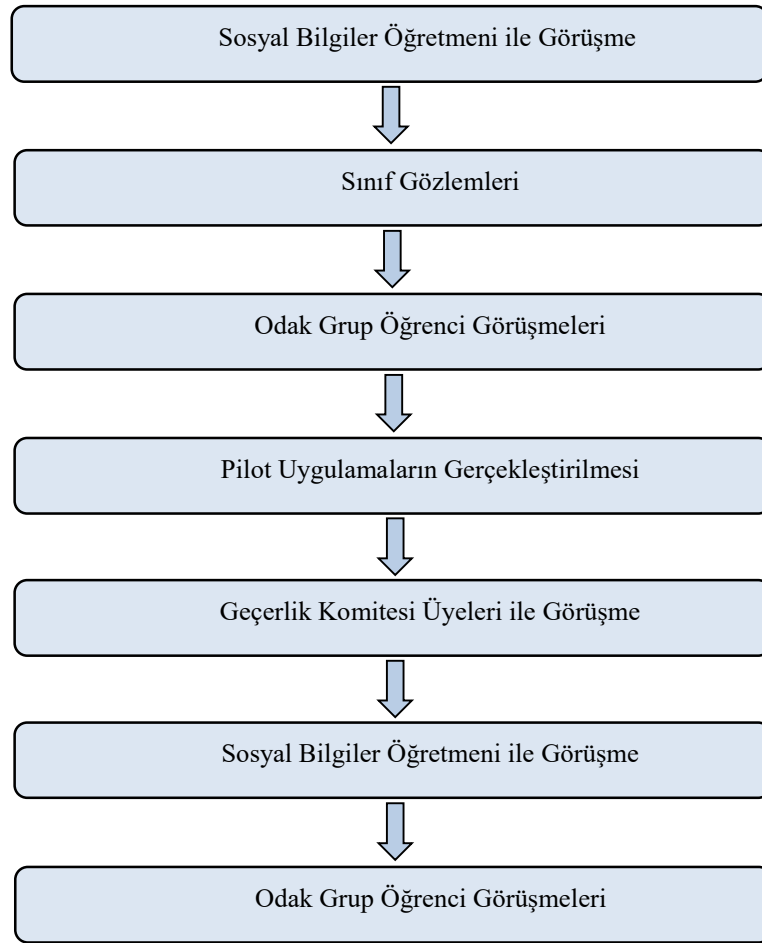 Sosyal Bilgiler Öğretmeni ile Görüşme
Sınıf Gözlemleri
Odak Grup Öğrenci Görüşmeleri
Pilot Uygulamaların Gerçekleştirilmesi
Geçerlik Komitesi Üyeleri ile Görüşme
Sosyal Bilgiler Öğretmeni ile Görüşme
Odak Grup Öğrenci Görüşmeleri